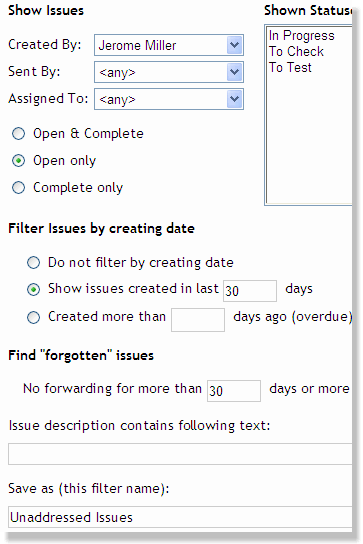 Show Issues
Shown Statuse
Created By: Jerome Miller
In Progress
Sent By: <any>
To Check
Assigned To: <any>
To Test
Open & Complete
Open only
Complete only
Filter Issues by creating date
Do not filter by creating date
Show issues created in last 30 days
Created more than days ago (overdue)
Find "forgotten" issues
No forwarding for more than 30 days or more
Issue description contains following text:
Save as (this filter name):
Unaddressed Issues